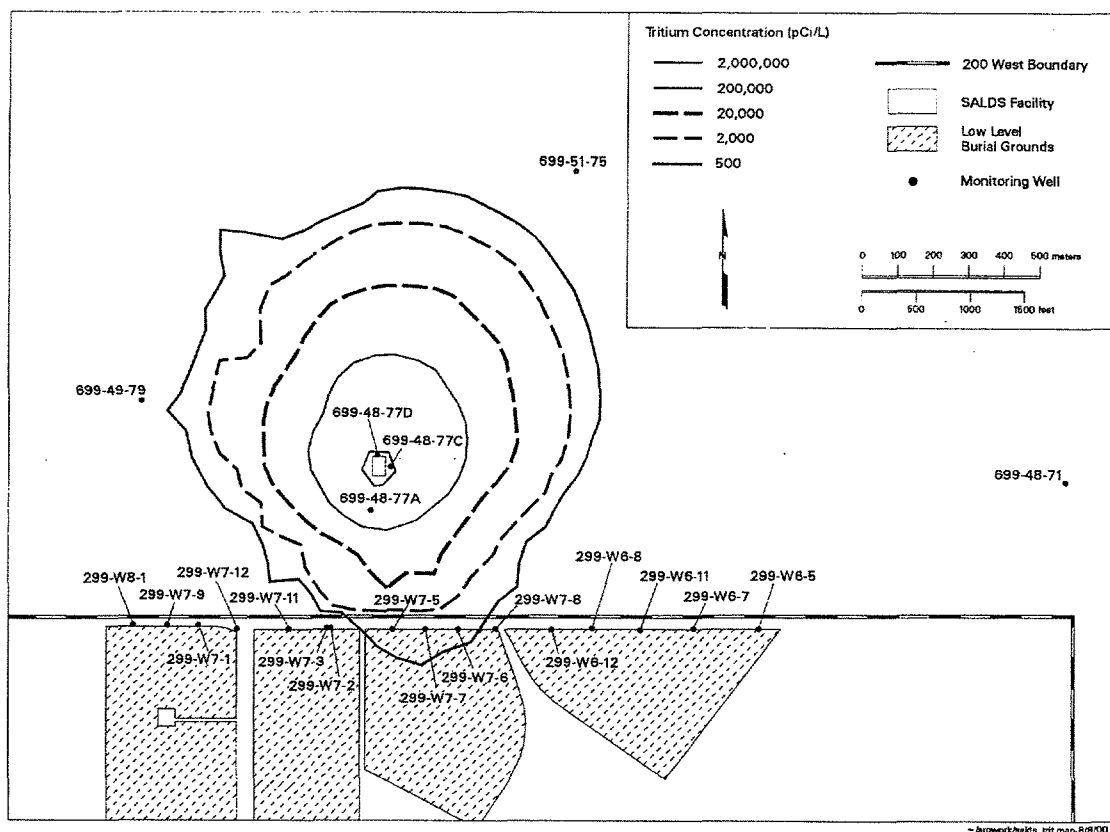 Tritium Concentration (pCi/L)
2,000,000
200,000
20,000
2,000
500
200 West Boundary
SALDS Facility
Low Level
Burial Grounds
Monitoring Well
N
0 100 200 300 400 500 meters
0 500 1000 1500 feet
699-51-75
699-49-79
699-48-77D
699-48-77C
699-48-77A
699-48-71
299-W8-1
299-W7-9
299-W7-12
299-W7-11
299-W7-5
299-W7-8
299-W6-8
299-W6-11
299-W6-7
299-W6-5
299-W7-1
299-W7-3
299-W7-2
299-W7-7
299-W7-6
299-W6-12